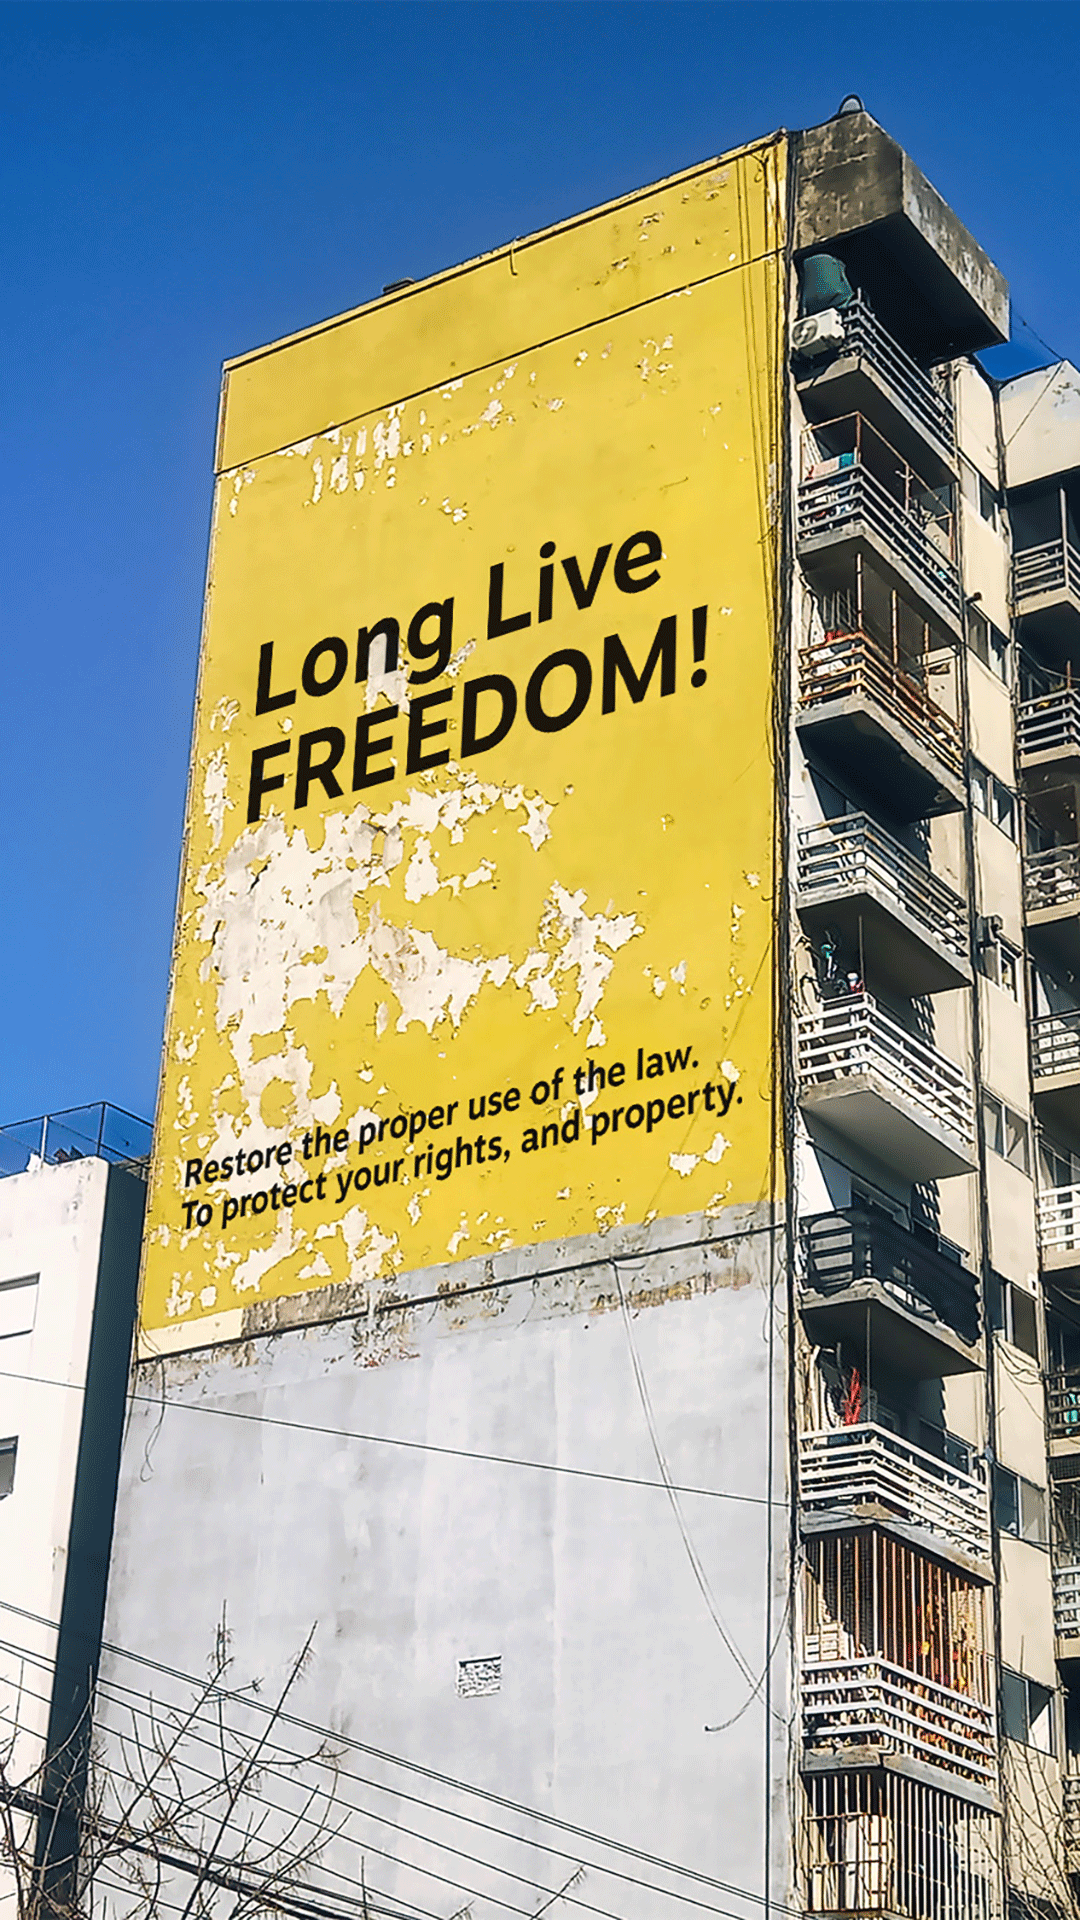 Long Live
FREEDOM!
Restore the proper use of the law.
To protect your rights, and property.